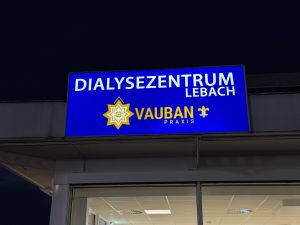 DIALYSEZENTRUM
LEBACH
VAUBAN
PRAXIS